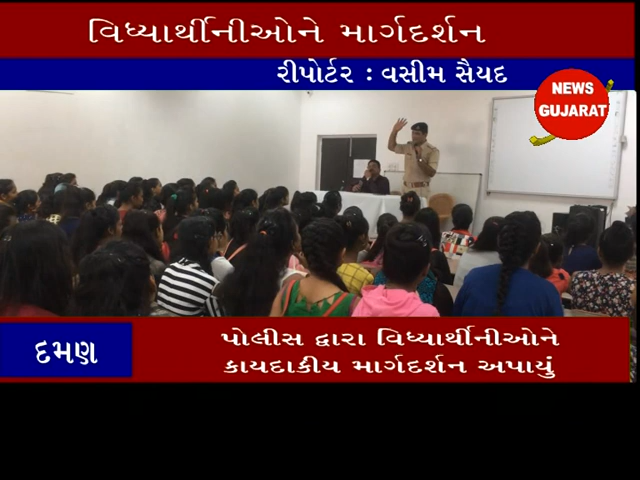 વિધ્યાર્થીનીઓને માર્ગદર્શન
રીપોર્ટર : વસીમ સૈયદ
NEWS
GUJARAT
દમણ
પોલીસ દ્વારા વિધ્યાર્થીનીઓને
કાયદાકીય માર્ગદર્શન અપાયું